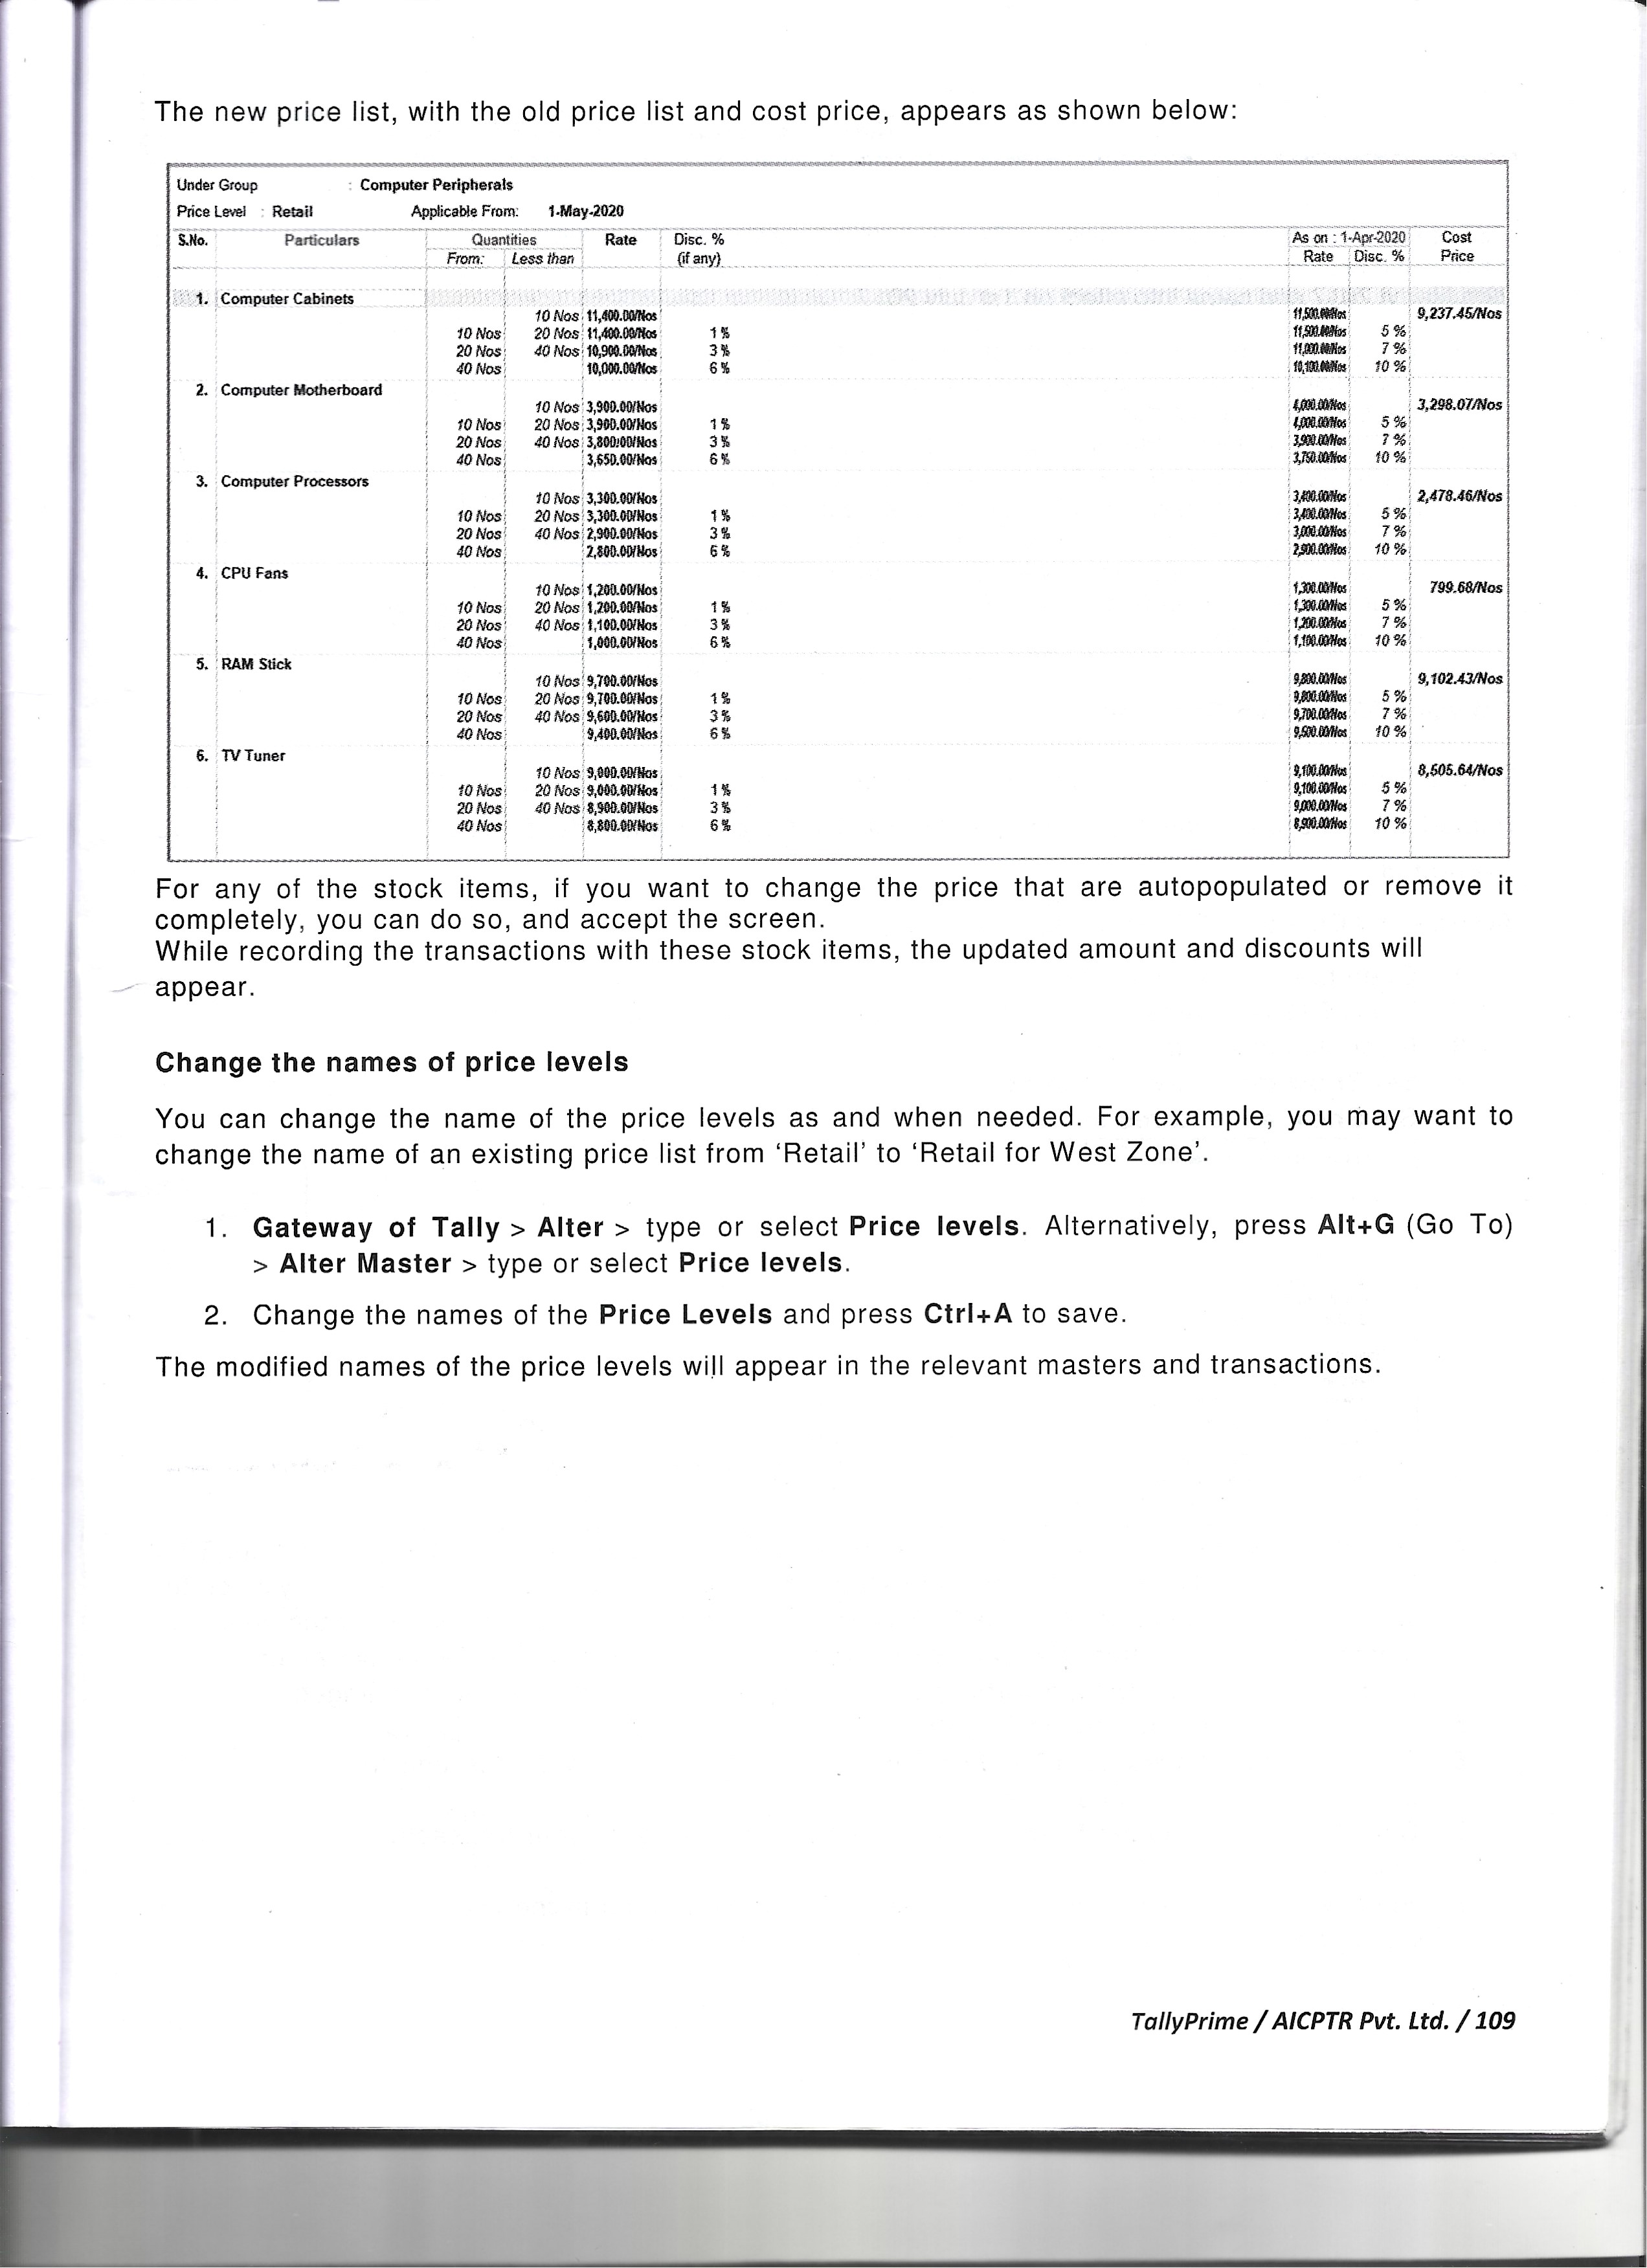 The new price list, with the old price list and cost price, appears as shown below:
Under Group : Computer Peripherals
Price Level : Retail Applicable From: 1-May-2020
S.No. Particulars Quantities Rate Disc. % As on : 1-Apr-2020 Cost
From: Less than (if any) Rate Disc. % Price
1. Computer Cabinets
10 Nos 11,400.00/Nos 11,500.00/Nos 9,237.45/Nos
10 Nos 20 Nos 11,400.00/Nos 1 % 11,500.00/Nos 5 %
20 Nos 40 Nos 10,900.00/Nos 3 % 11,000.00/Nos 7 %
40 Nos 10,000.00/Nos 6 % 10,100.00/Nos 10 %
2. Computer Motherboard
10 Nos 3,900.00/Nos 4,000.00/Nos 3,298.07/Nos
10 Nos 20 Nos 3,900.00/Nos 1 % 4,000.00/Nos 5 %
20 Nos 40 Nos 3,800.00/Nos 3 % 3,900.00/Nos 7 %
40 Nos 3,650.00/Nos 6 % 3,750.00/Nos 10 %
3. Computer Processors
10 Nos 3,300.00/Nos 3,400.00/Nos 2,478.46/Nos
10 Nos 20 Nos 3,300.00/Nos 1 % 3,400.00/Nos 5 %
20 Nos 40 Nos 2,900.00/Nos 3 % 3,000.00/Nos 7 %
40 Nos 2,800.00/Nos 6 % 2,900.00/Nos 10 %
4. CPU Fans
10 Nos 1,200.00/Nos 1,300.00/Nos 799.68/Nos
10 Nos 20 Nos 1,200.00/Nos 1 % 1,300.00/Nos 5 %
20 Nos 40 Nos 1,100.00/Nos 3 % 1,200.00/Nos 7 %
40 Nos 1,000.00/Nos 6 % 1,100.00/Nos 10 %
5. RAM Stick
10 Nos 9,700.00/Nos 9,800.00/Nos 9,102.43/Nos
10 Nos 20 Nos 9,700.00/Nos 1 % 9,800.00/Nos 5 %
20 Nos 40 Nos 9,600.00/Nos 3 % 9,700.00/Nos 7 %
40 Nos 9,400.00/Nos 6 % 9,500.00/Nos 10 %
6. TV Tuner
10 Nos 9,000.00/Nos 9,100.00/Nos 8,505.64/Nos
10 Nos 20 Nos 9,000.00/Nos 1 % 9,100.00/Nos 5 %
20 Nos 40 Nos 8,900.00/Nos 3 % 9,000.00/Nos 7 %
40 Nos 8,800.00/Nos 6 % 8,900.00/Nos 10 %
For any of the stock items, if you want to change the price that are autopopulated or remove it
completely, you can do so, and accept the screen.
While recording the transactions with these stock items, the updated amount and discounts will
appear.
Change the names of price levels
You can change the name of the price levels as and when needed. For example, you may want to
change the name of an existing price list from ‘Retail’ to ‘Retail for West Zone’.
1. Gateway of Tally > Alter > type or select Price levels. Alternatively, press Alt+G (Go To)
> Alter Master > type or select Price levels.
2. Change the names of the Price Levels and press Ctrl+A to save.
The modified names of the price levels will appear in the relevant masters and transactions.
TallyPrime / AICPTR Pvt. Ltd. / 109